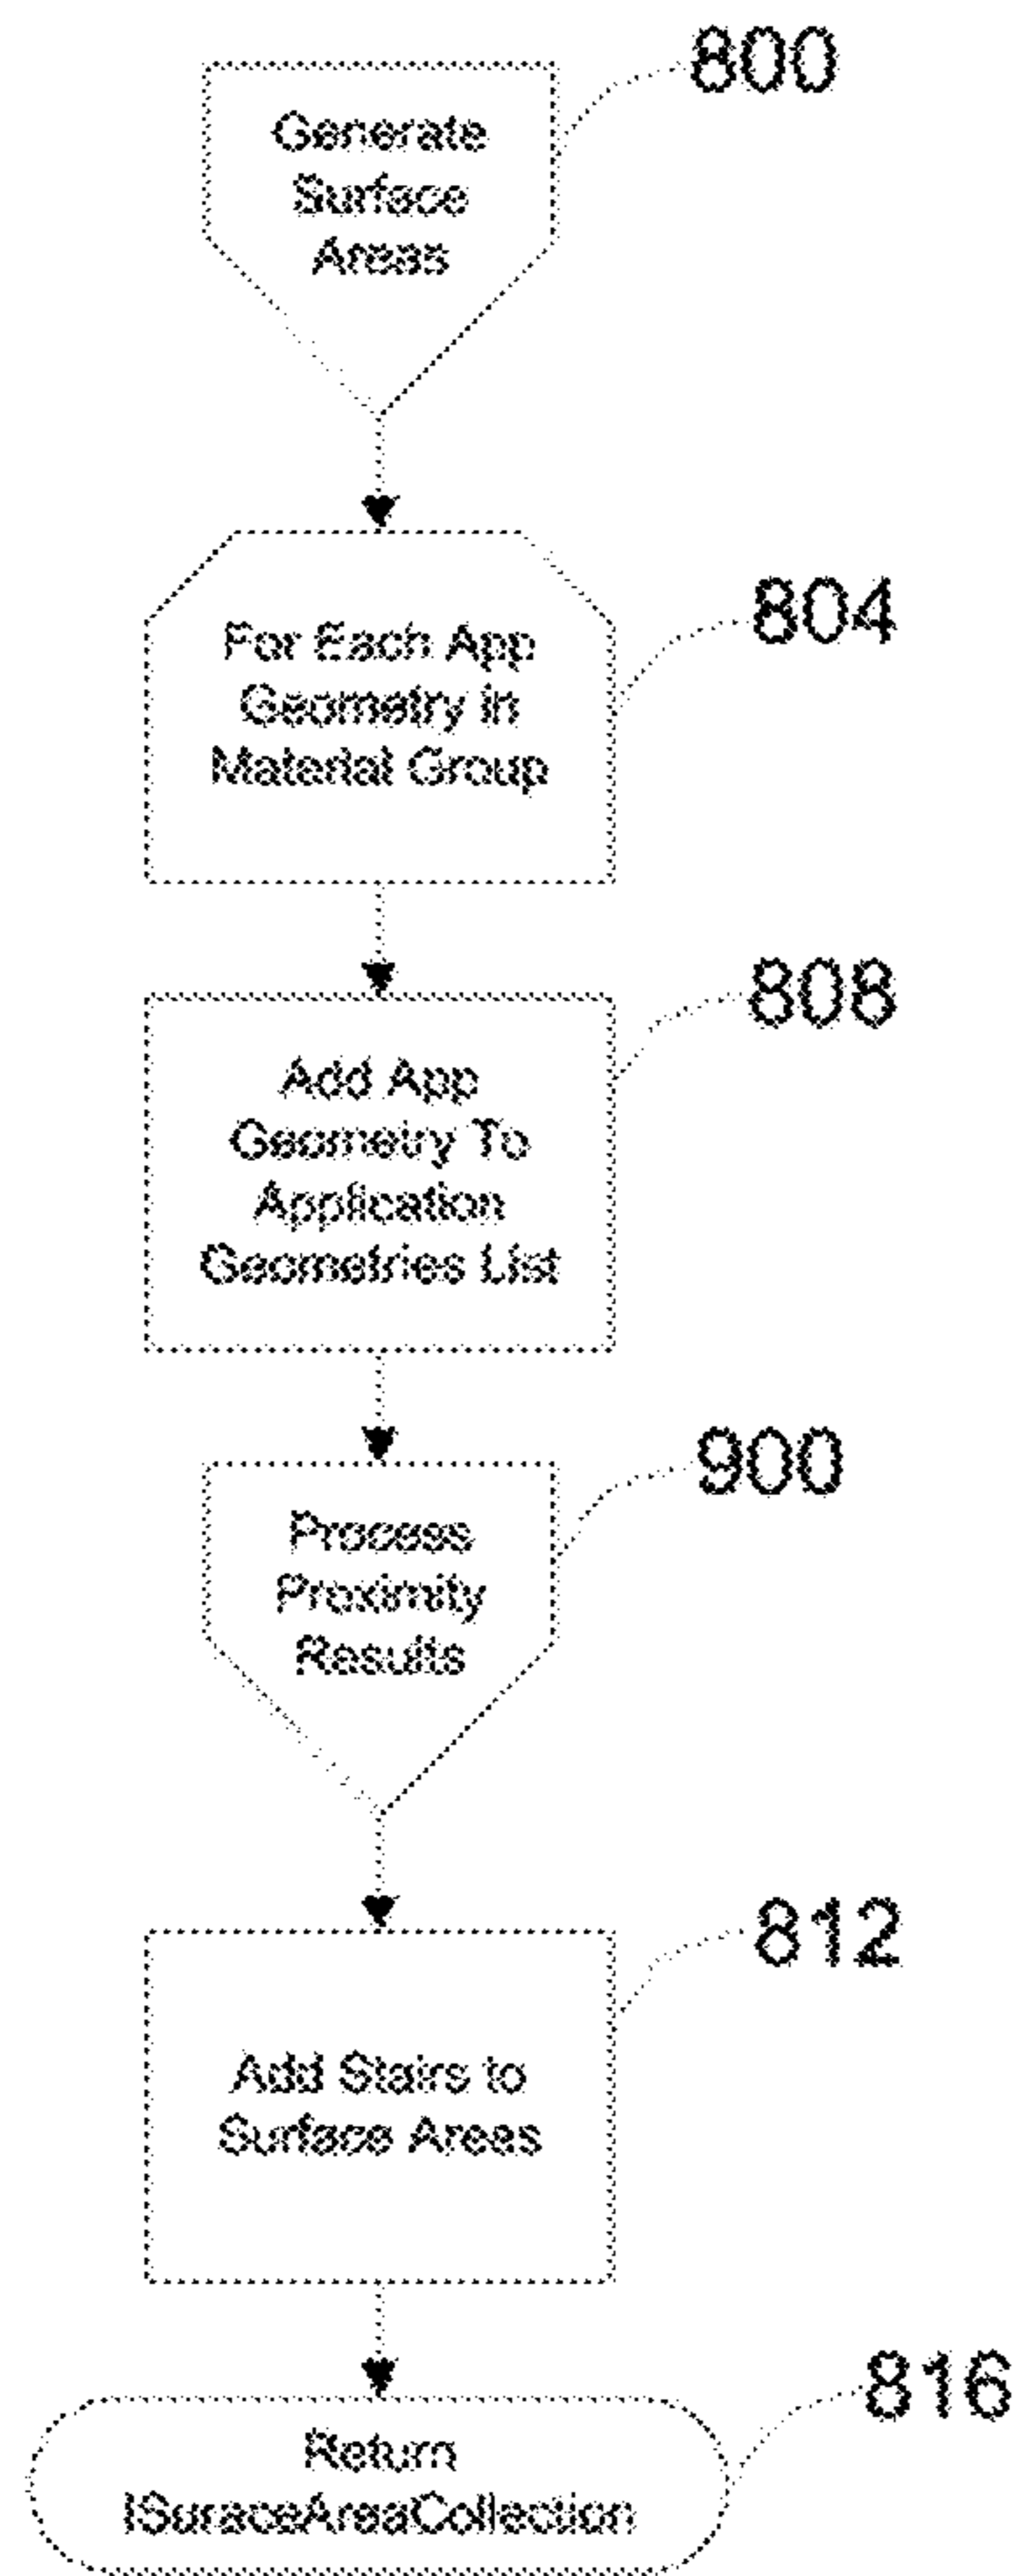 800
Generate
Surface
Areas
804
For Each App
Geometry in
Material Group
808
Add App
Geometry To
Application
Geometries List
900
Process
Proximity
Results
812
Add Stairs to
Surface Areas
816
Return
ISuraceAreaCollection